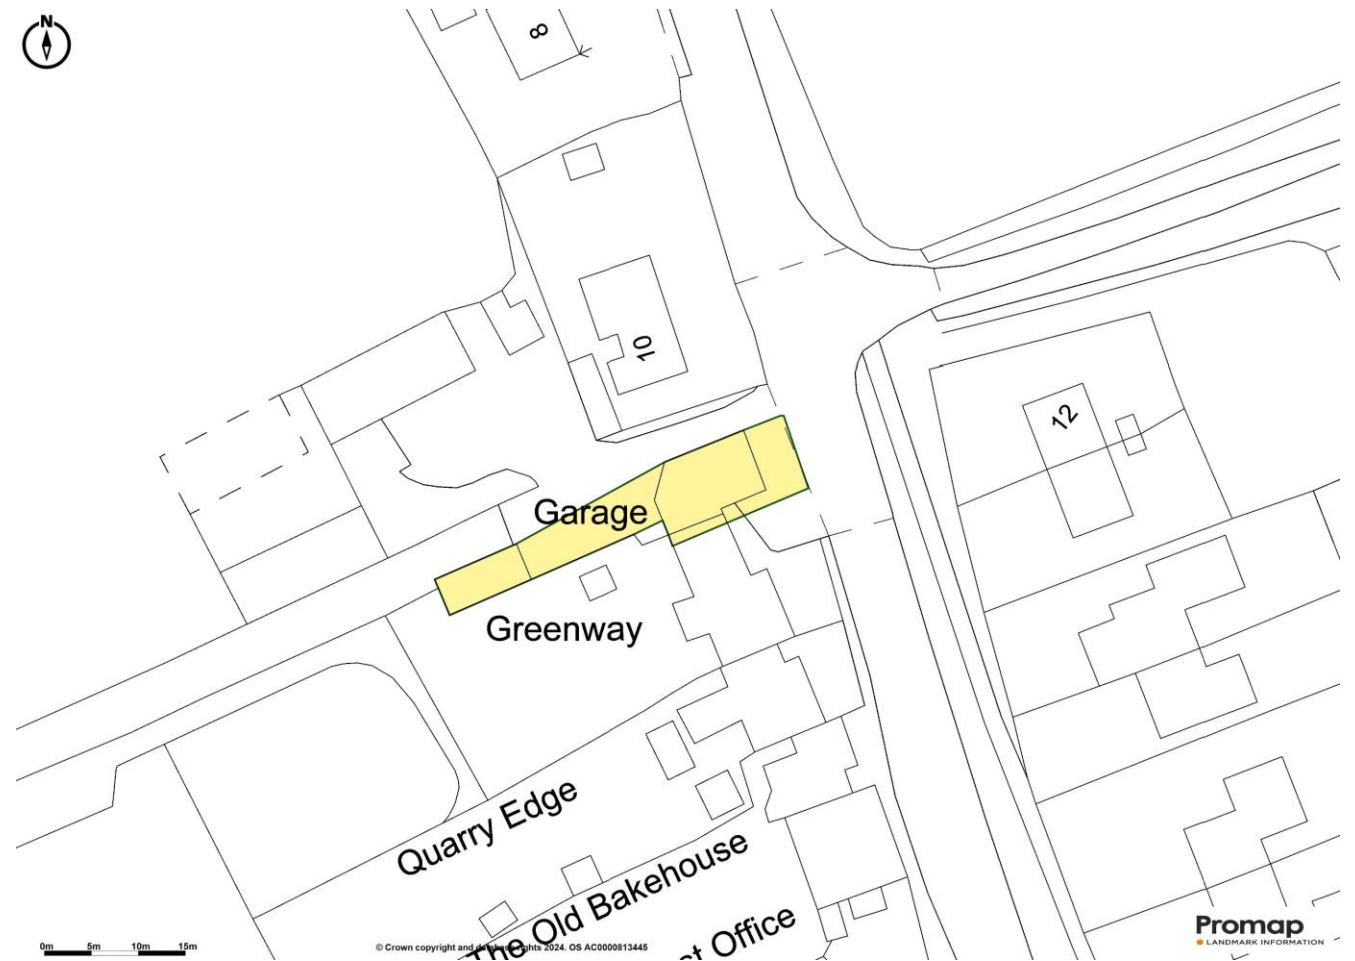 N
8
10
12
Garage
Greenway
Quarry Edge
The Old Bakehouse
st Office
0m 5m 10m 15m
© Crown copyright and database rights 2024. OS AC0000813445
Promap
LANDMARK INFORMATION